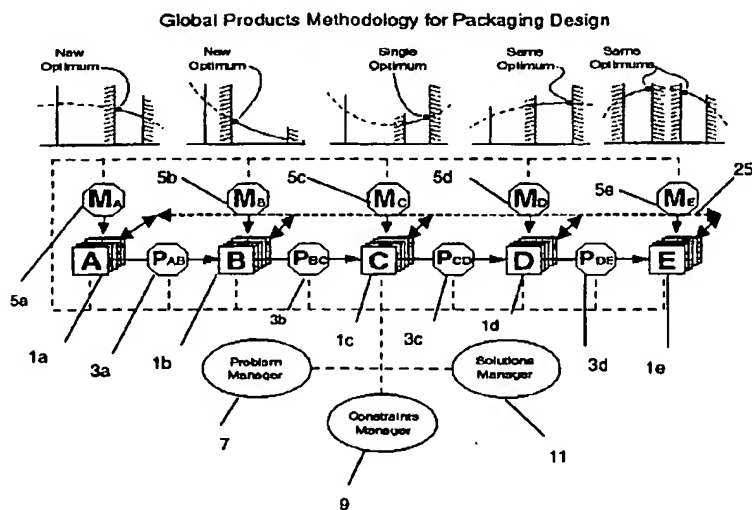 Global Products Methodology for Packaging Design
New
Optimum
New
Optimum
Single
Optimum
Same
Optimum
Same
Optimums
5b
5c
5d
5e
25
MA
MB
MC
MD
ME
A
PAB
B
PBC
C
PCD
D
PDE
E
5a
1a
3a
1b
3b
1c
3c
1d
3d
1e
Problem
Manager
Solutions
Manager
7
Constraints
Manager
11
9